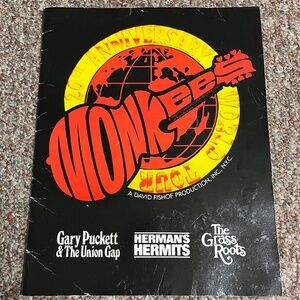 20TH ANNIVERSARY WORLD
TOUR
MONKEES
A DAVID FISHOF PRODUCTION, INC., N.Y.C.
Gary Puckett
& The Union Gap
HERMAN'S
HERMITS
The
Grass
Roots